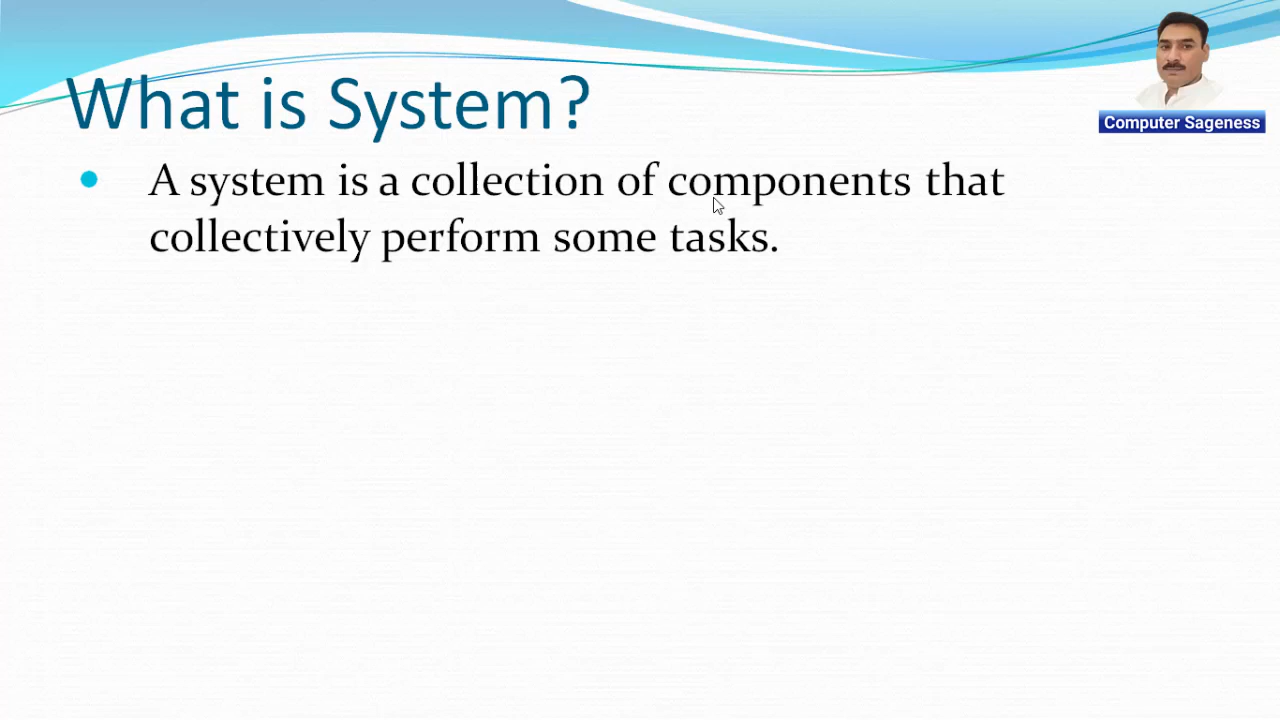 What is System?
Computer Sageness
A system is a collection of components that
collectively perform some tasks.